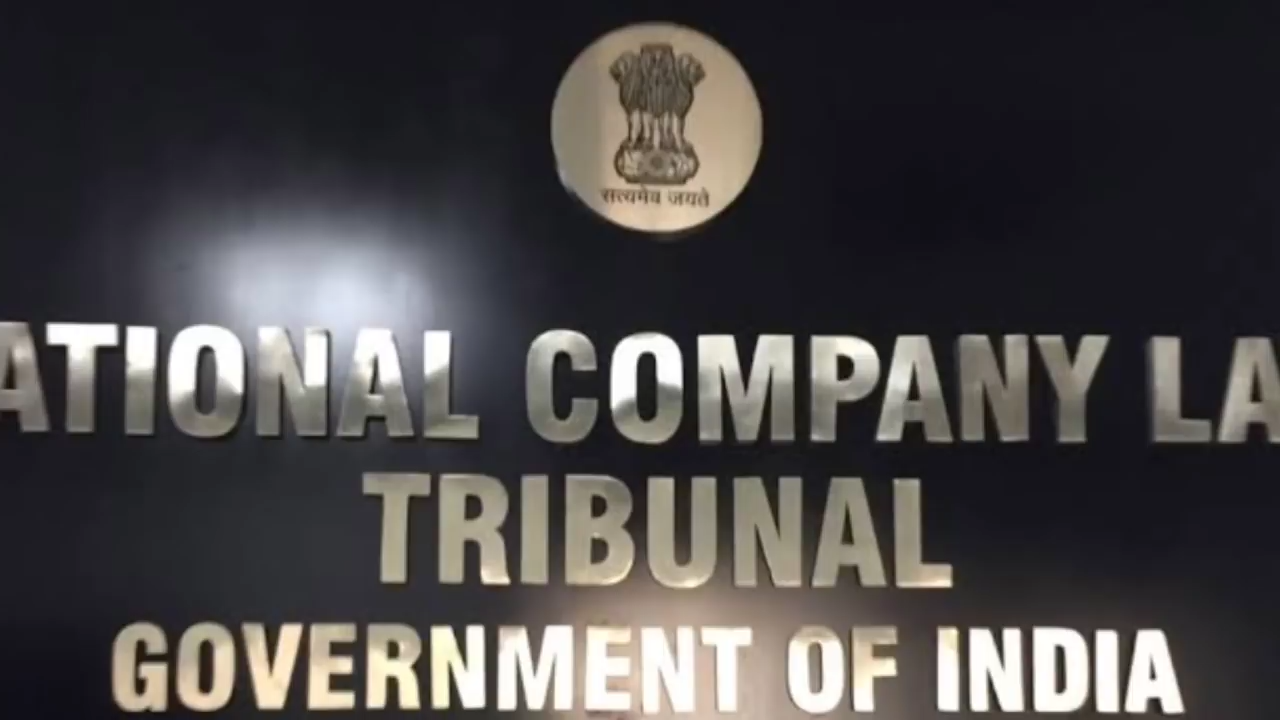 सत्यमेव जयते
ATIONAL COMPANY LA
TRIBUNAL
GOVERNMENT OF INDIA